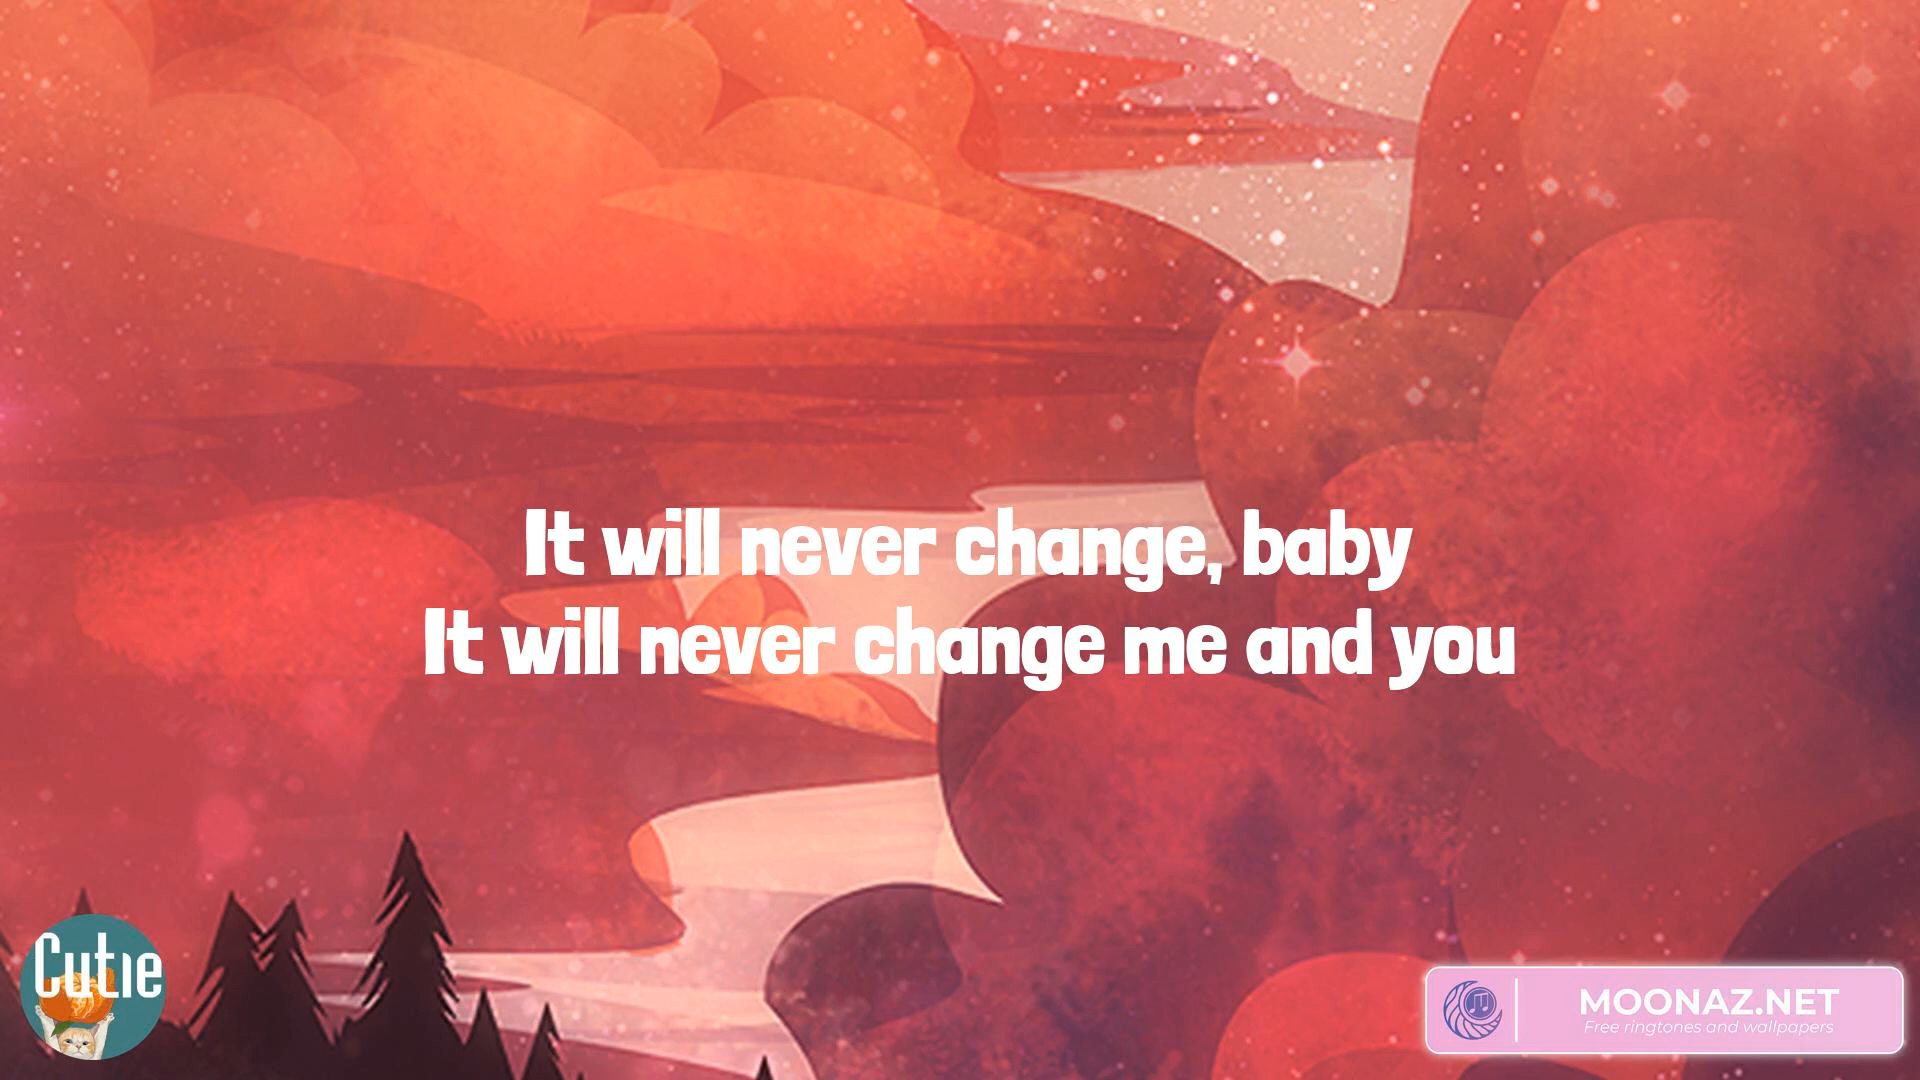 It will never change, baby
It will never change me and you
Cutie
MOONAZ.NET
Free ringtones and wallpapers